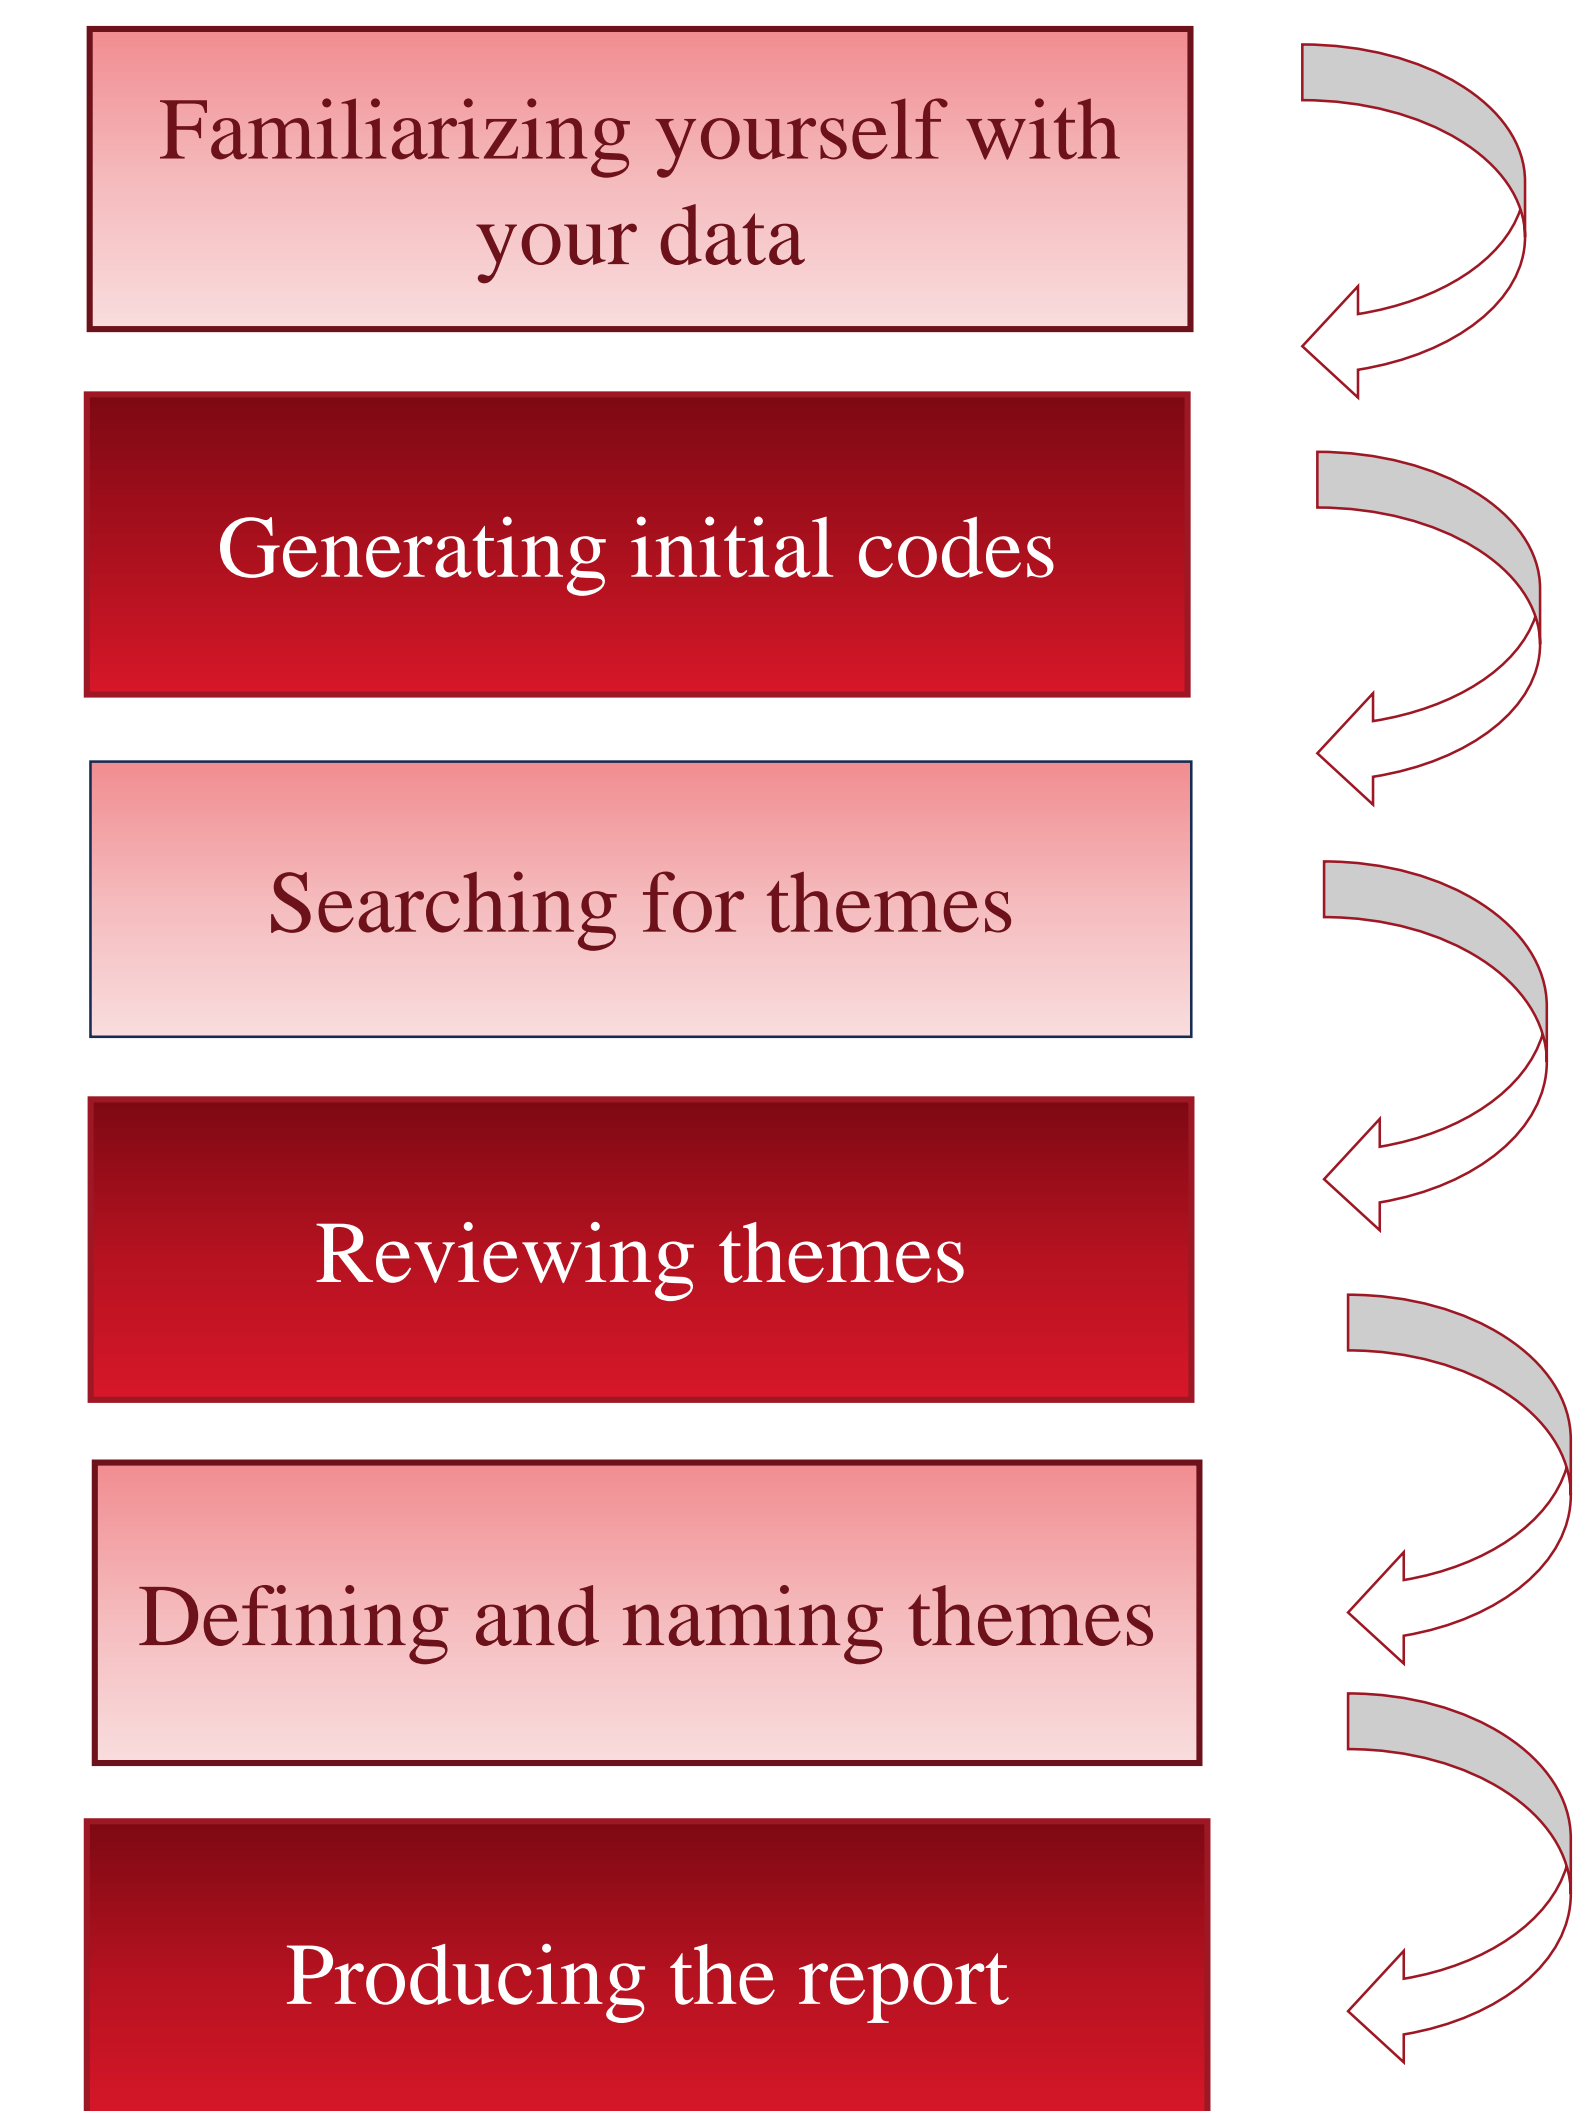 Familiarizing yourself with
your data
Generating initial codes
Searching for themes
Reviewing themes
Defining and naming themes
Producing the report